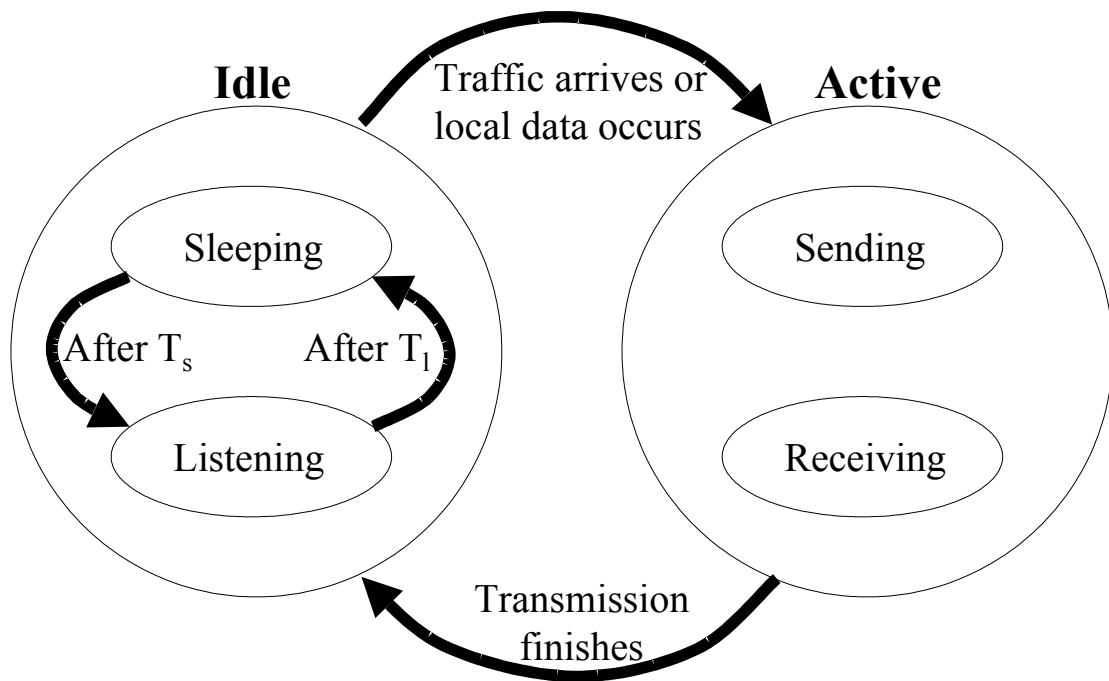 Idle
Traffic arrives or
local data occurs
Active
Sleeping
Sending
After Tₛ
After Tₗ
Listening
Receiving
Transmission
finishes